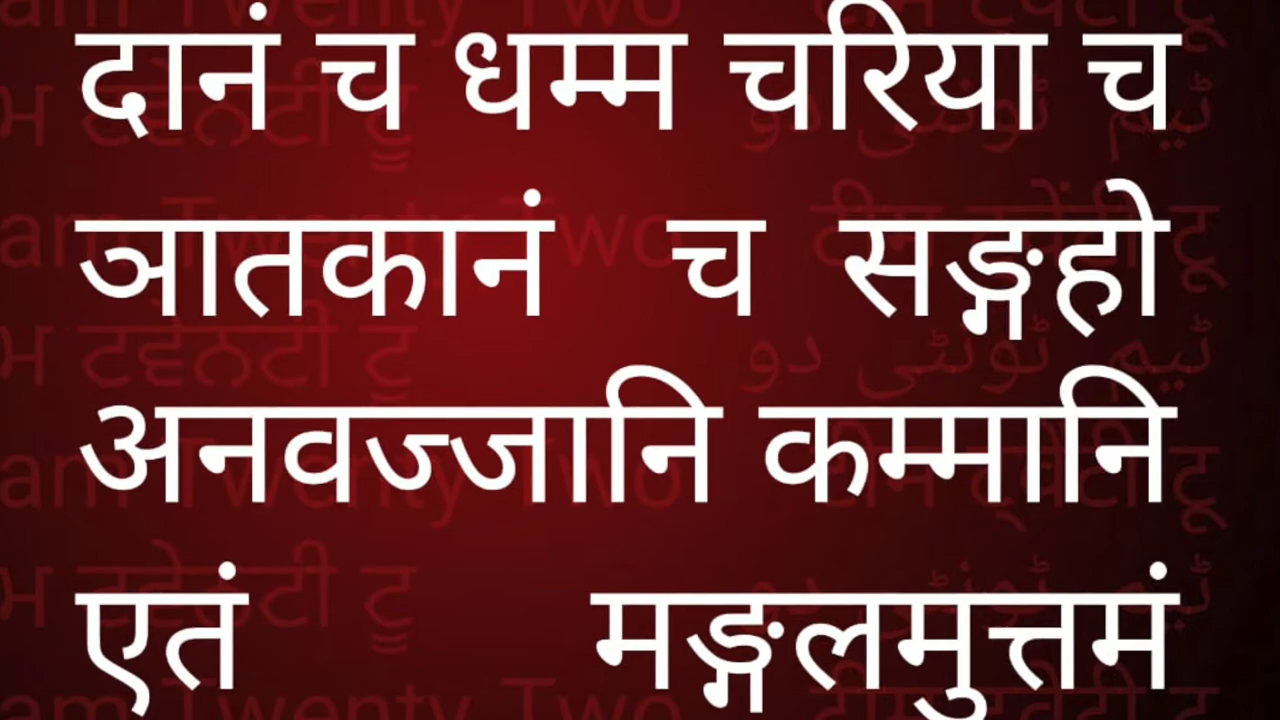 दानं च धम्म चरिया च
ञातकानं च सङ्गहो
अनवज्जानि कम्मानि
एतं मङ्गलमुत्तमं